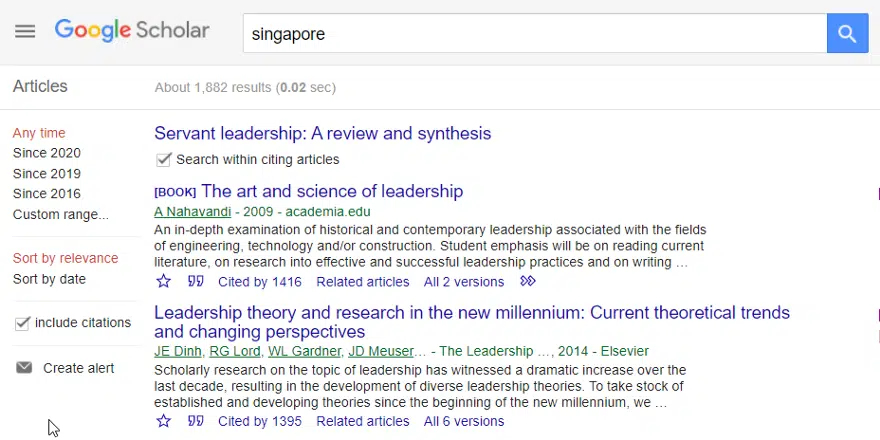 Google Scholar
singapore
Articles
About 1,882 results (0.02 sec)
Any time
Since 2020
Since 2019
Since 2016
Custom range...
Sort by relevance
Sort by date
include citations
Create alert
Servant leadership: A review and synthesis
Search within citing articles
[BOOK] The art and science of leadership
A Nahavandi - 2009 - academia.edu
An in-depth examination of historical and contemporary leadership associated with the fields
of engineering, technology and/or construction. Student emphasis will be on reading current
literature, on research into effective and successful leadership practices and on writing …
Cited by 1416 Related articles All 2 versions
Leadership theory and research in the new millennium: Current theoretical trends
and changing perspectives
JE Dinh, RG Lord, WL Gardner, JD Meuser… - The Leadership …, 2014 - Elsevier
Scholarly research on the topic of leadership has witnessed a dramatic increase over the
last decade, resulting in the development of diverse leadership theories. To take stock of
established and developing theories since the beginning of the new millennium, we …
Cited by 1395 Related articles All 6 versions